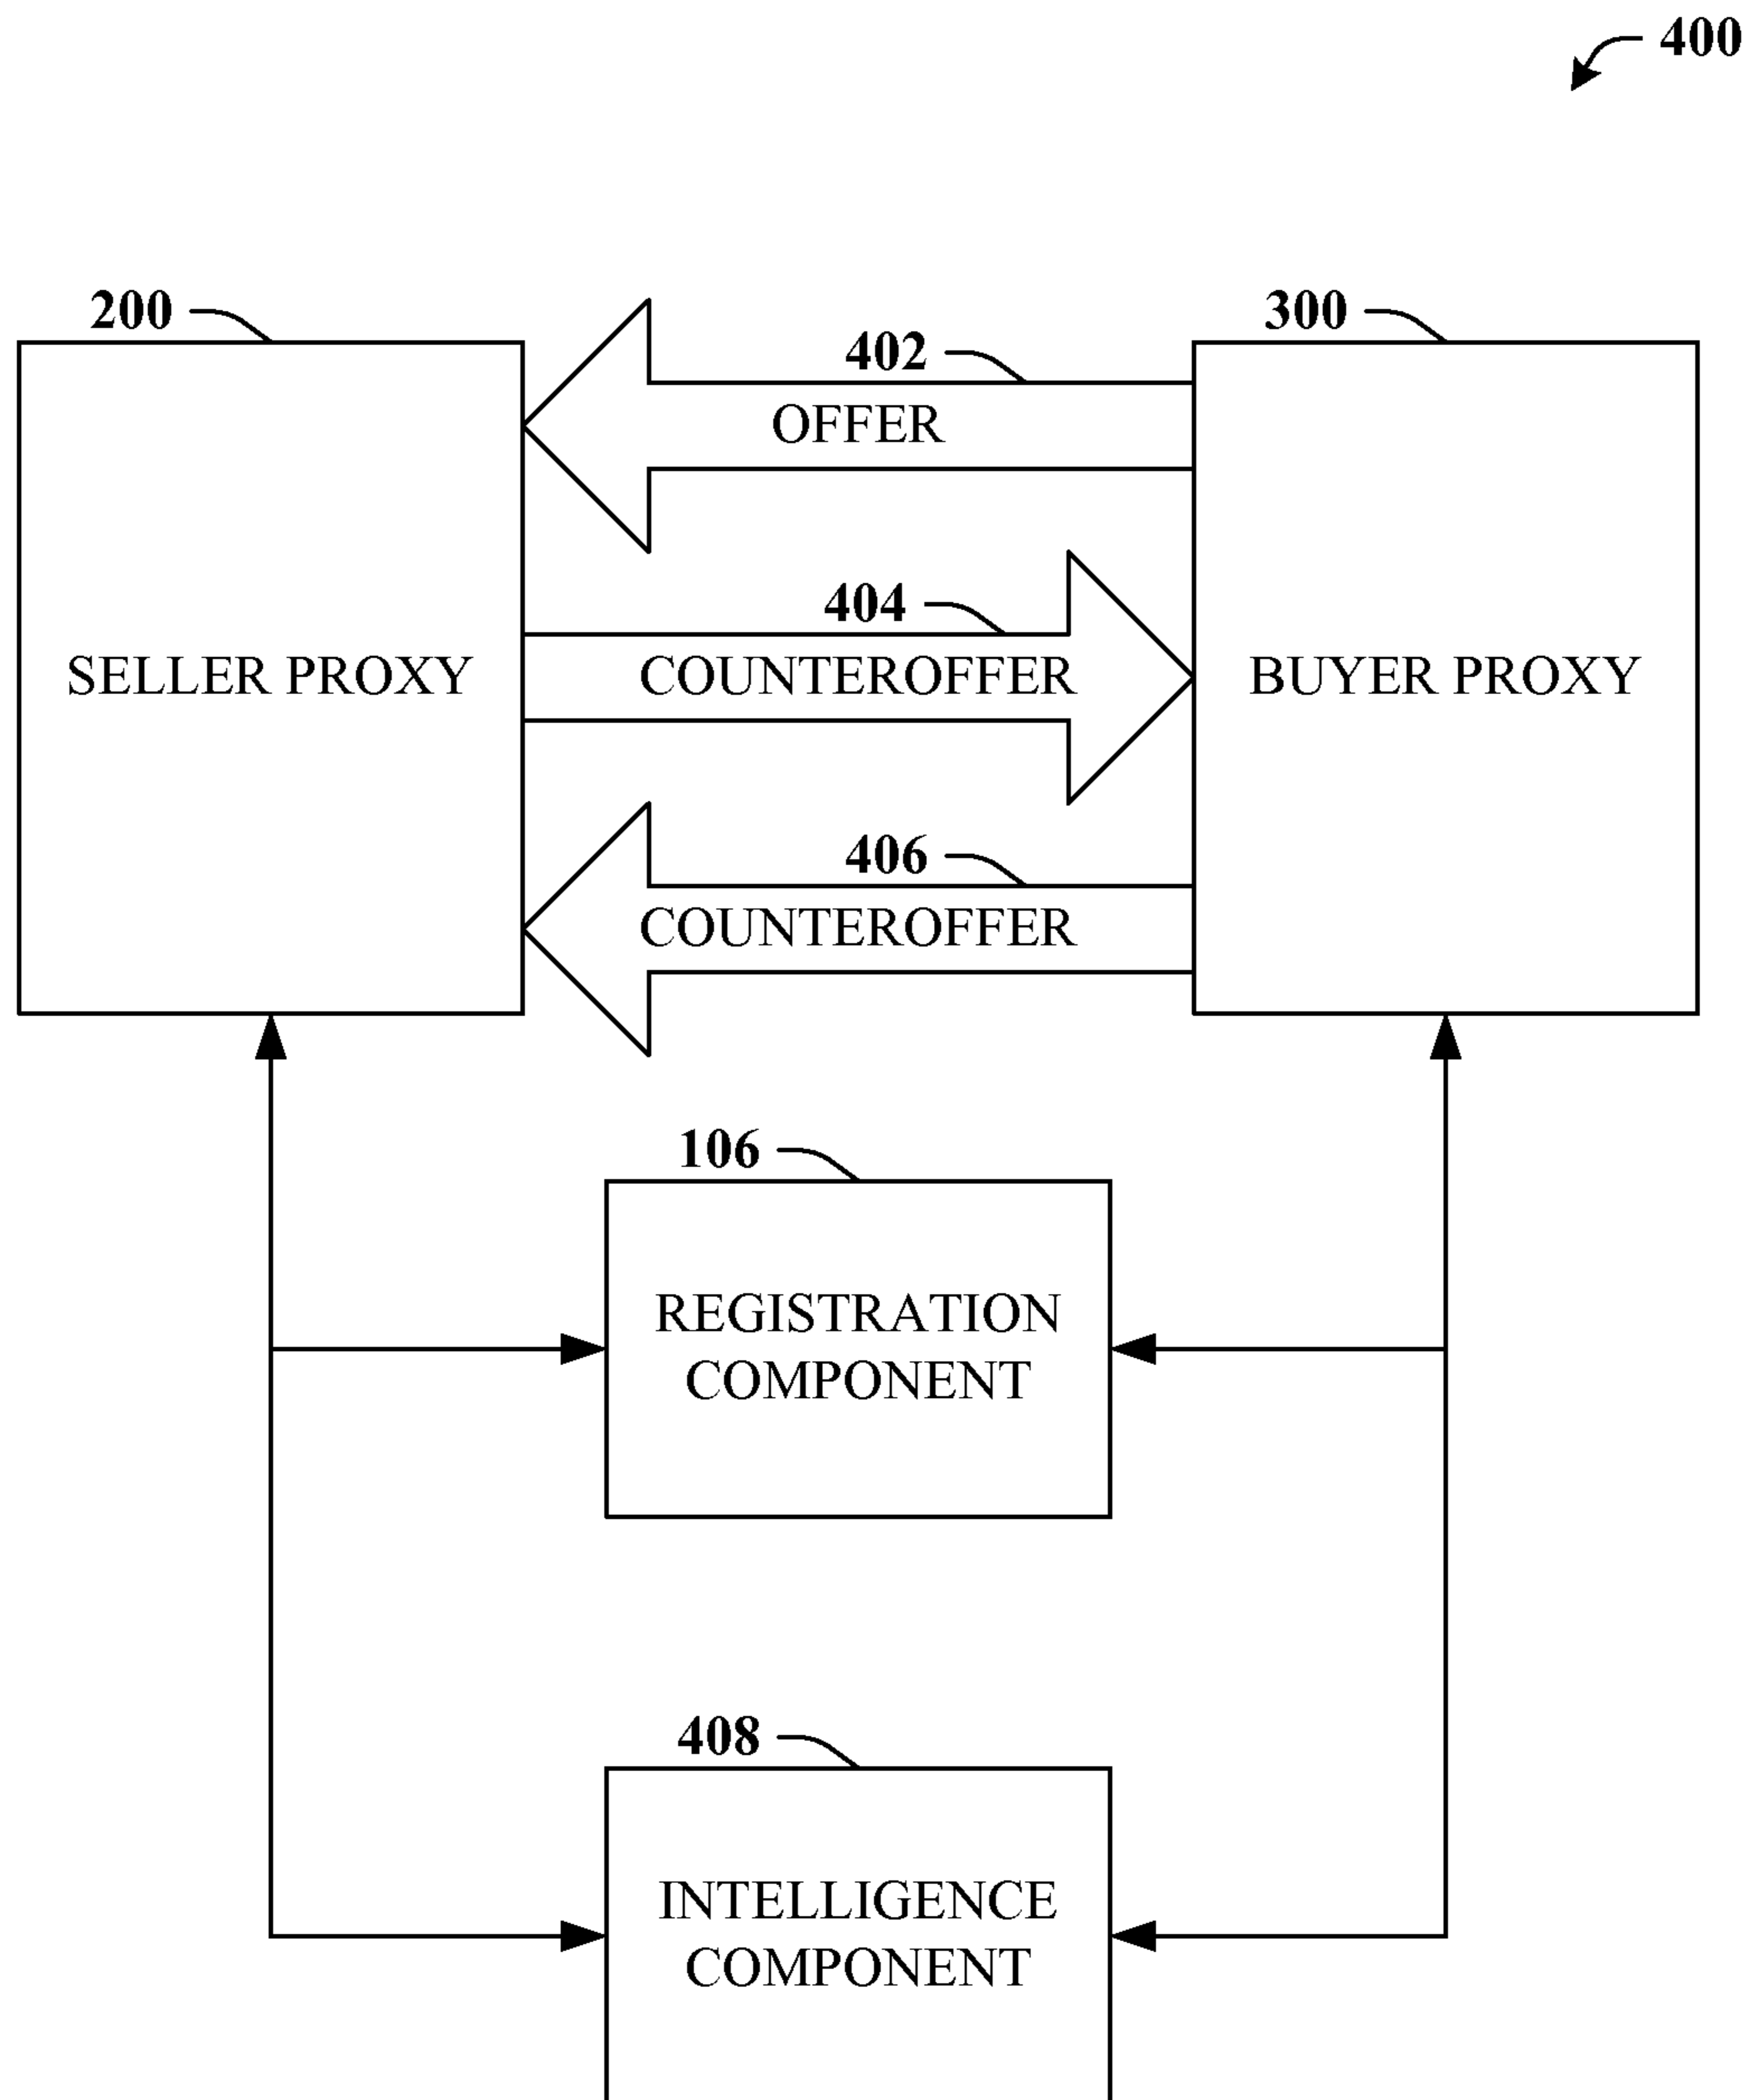 400
200
300
402
OFFER
404
SELLER PROXY
COUNTEROFFER
BUYER PROXY
406
COUNTEROFFER
106
REGISTRATION
COMPONENT
408
INTELLIGENCE
COMPONENT